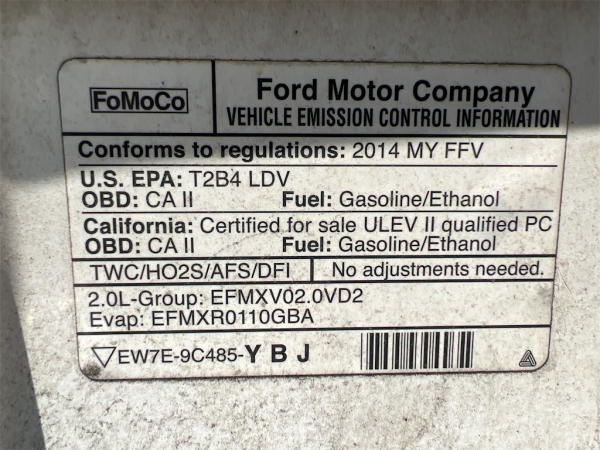 FoMoCo
Ford Motor Company
VEHICLE EMISSION CONTROL INFORMATION
Conforms to regulations: 2014 MY FFV
U.S. EPA: T2B4 LDV
OBD: CA II Fuel: Gasoline/Ethanol
California: Certified for sale ULEV II qualified PC
OBD: CA II Fuel: Gasoline/Ethanol
TWC/HO2S/AFS/DFI No adjustments needed.
2.0L-Group: EFMXV02.0VD2
Evap: EFMXR0110GBA
EW7E-9C485-Y B J